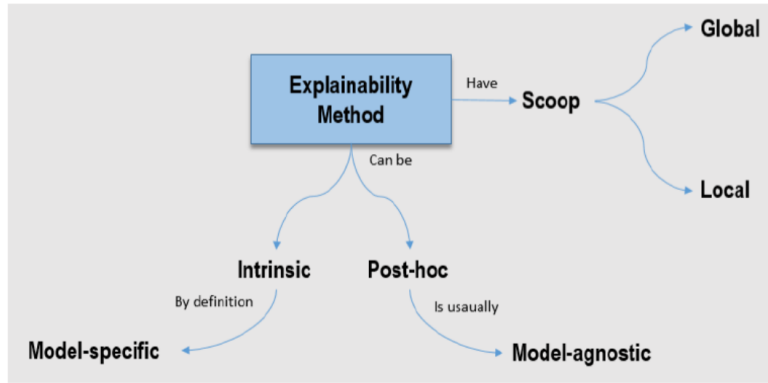 Global
Explainability
Method
Have
Scoop
Can be
Local
Intrinsic
Post-hoc
By definition
Is usaually
Model-specific
Model-agnostic